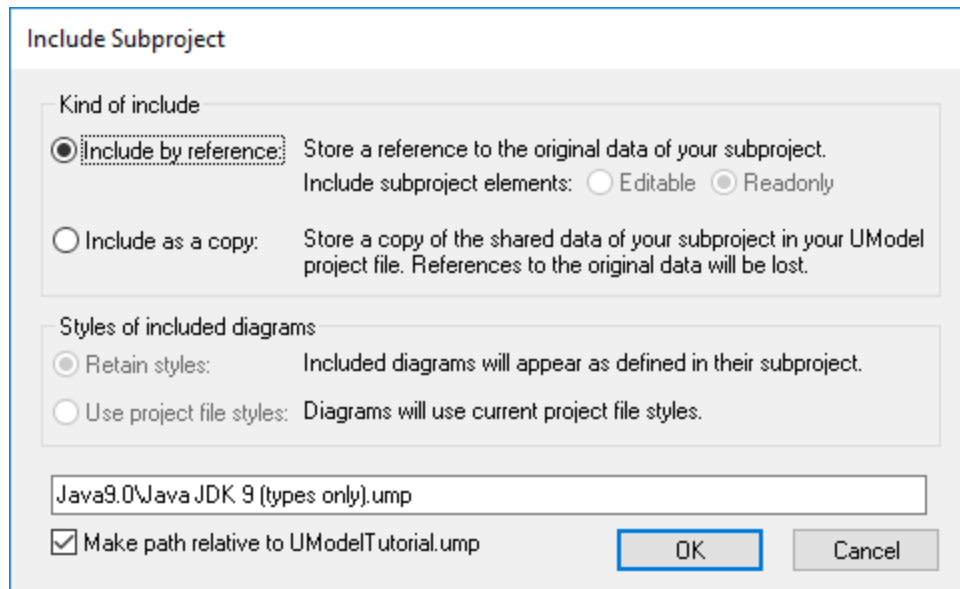 Include Subproject
Kind of include
Include by reference: Store a reference to the original data of your subproject.
Include subproject elements: Editable Readonly
Include as a copy: Store a copy of the shared data of your subproject in your UModel
project file. References to the original data will be lost.
Styles of included diagrams
Retain styles: Included diagrams will appear as defined in their subproject.
Use project file styles: Diagrams will use current project file styles.
Java9.0\Java JDK 9 (types only).ump
Make path relative to UModelTutorial.ump
OK Cancel